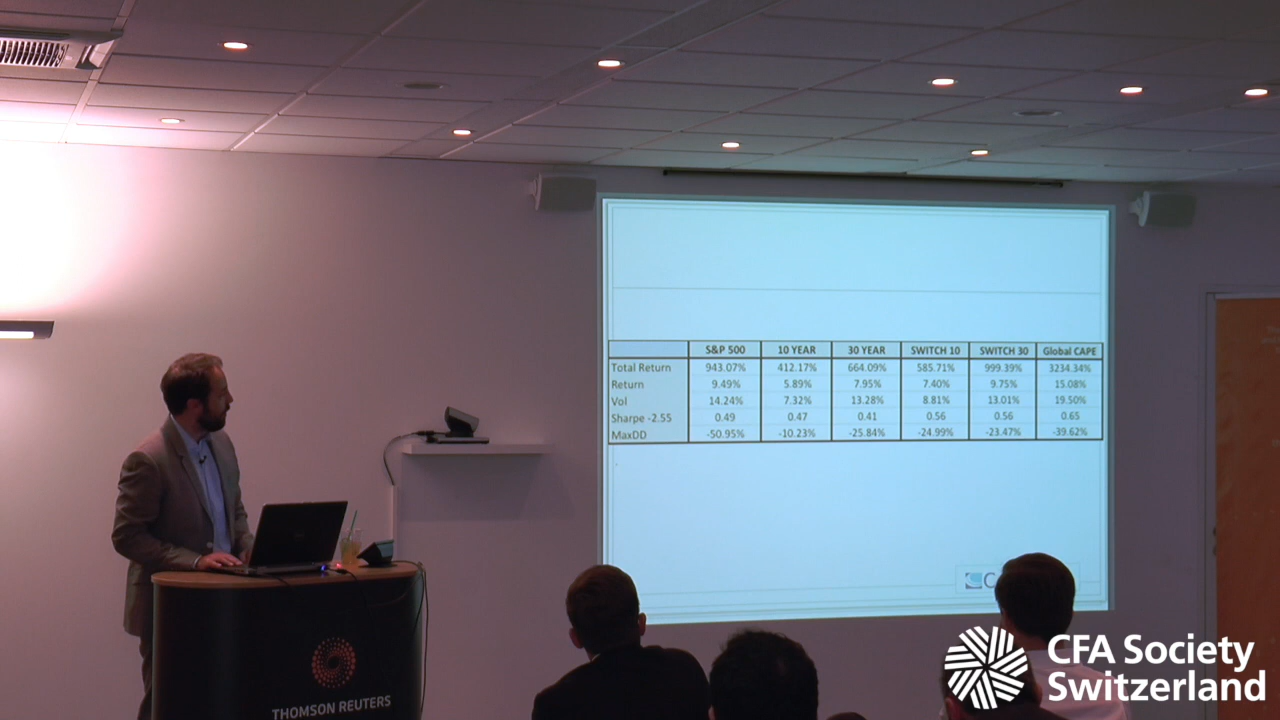 S&P 500 10 YEAR 30 YEAR SWITCH 10 SWITCH 30 Global CAPE
Total Return 943.07% 412.17% 664.09% 585.71% 999.39% 3234.34%
Return 9.49% 5.89% 7.95% 7.40% 9.75% 15.08%
Vol 14.24% 7.32% 13.28% 8.81% 13.01% 19.50%
Sharpe -2.55 0.49 0.47 0.41 0.56 0.56 0.65
MaxDD -50.95% -10.23% -25.84% -24.99% -23.47% -39.62%
THOMSON REUTERS
CFA Society
Switzerland